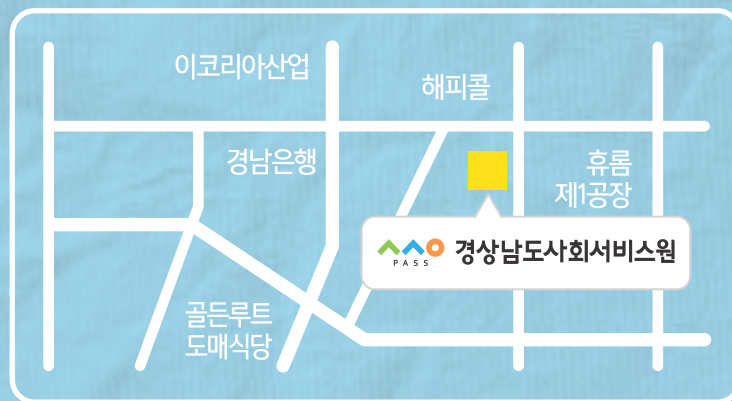 이코리아산업
해피콜
경남은행
휴롬
제1공장
PASS
경상남도사회서비스원
골든루트
도매식당